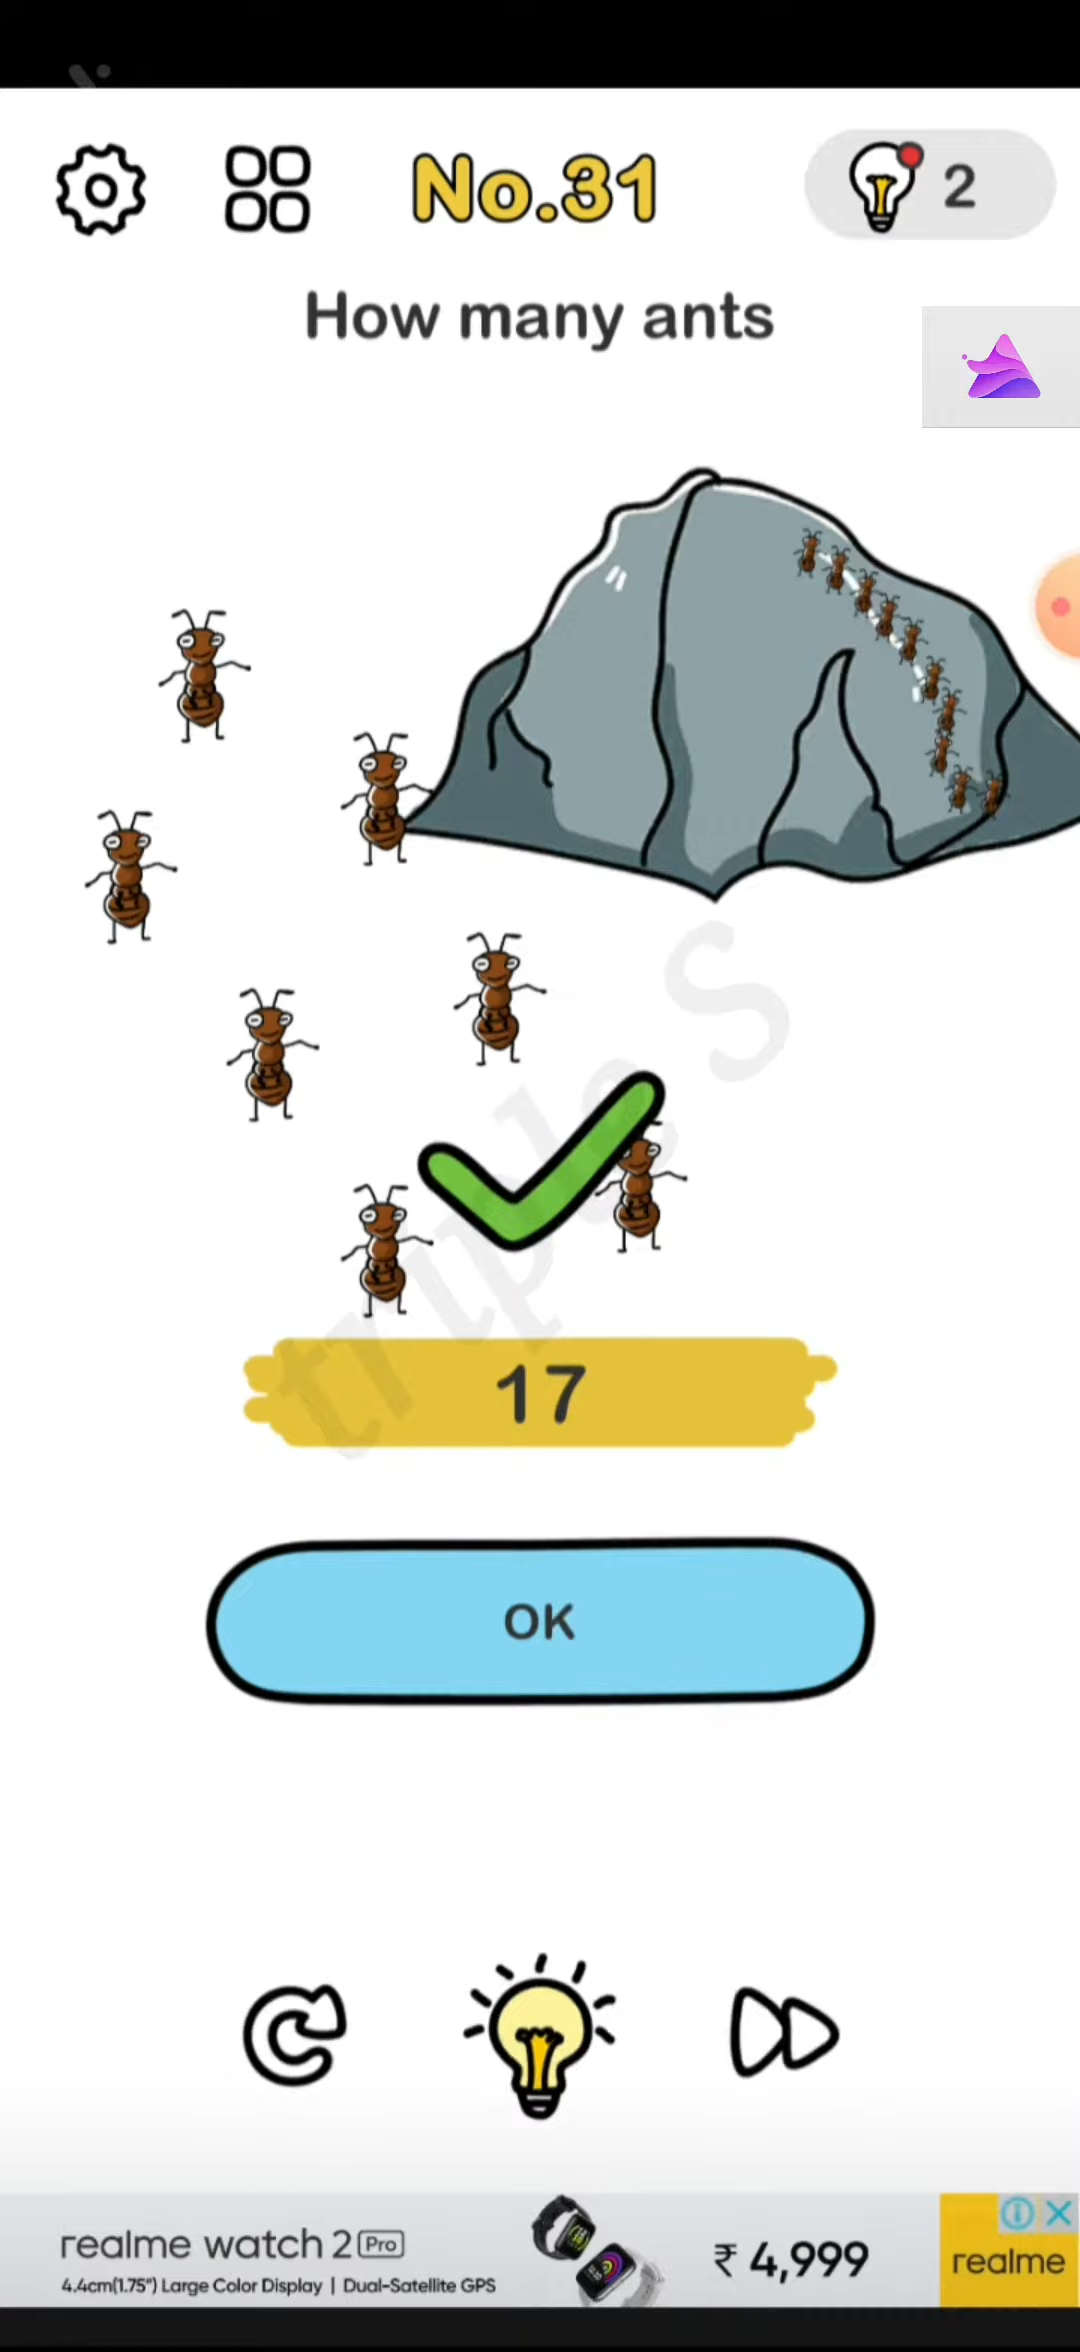 No.31
2
How many ants
triple S
17
OK
realme watch 2 Pro
4.4cm(1.75") Large Color Display | Dual-Satellite GPS
₹ 4,999
realme